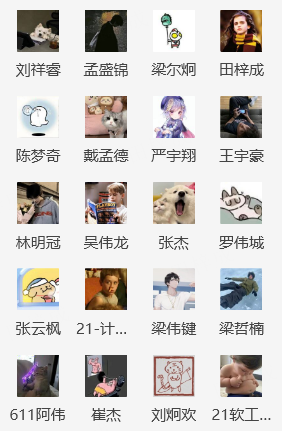 刘祥睿
孟盛锦
梁尔炯
田梓成
陈梦奇
戴孟德
严宇翔
王宇豪
林明冠
吴伟龙
张杰
罗伟城
张云枫
21-计...
梁伟键
梁哲楠
611阿伟
崔杰
刘炯欢
21软工...